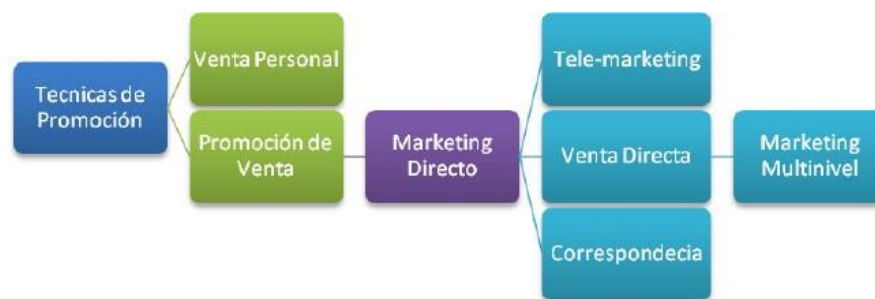 Tecnicas de
Promoción
Venta Personal
Promoción de
Venta
Marketing
Directo
Tele-marketing
Venta Directa
Correspondecia
Marketing
Multinivel